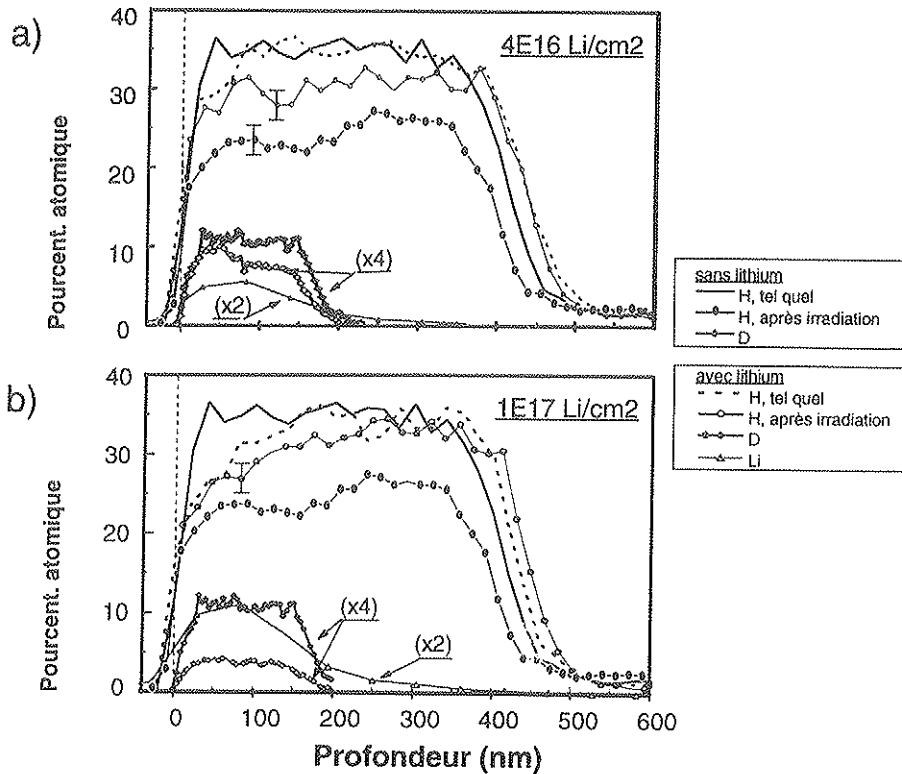 a)
40
30
20
10
0
Pourcent. atomique
4E16 Li/cm2
(x4)
(x2)
sans lithium
H, tel quel
H, après irradiation
D
avec lithium
H, tel quel
H, après irradiation
D
Li
b)
40
30
20
10
0
Pourcent. atomique
1E17 Li/cm2
(x4)
(x2)
0 100 200 300 400 500 600
Profondeur (nm)